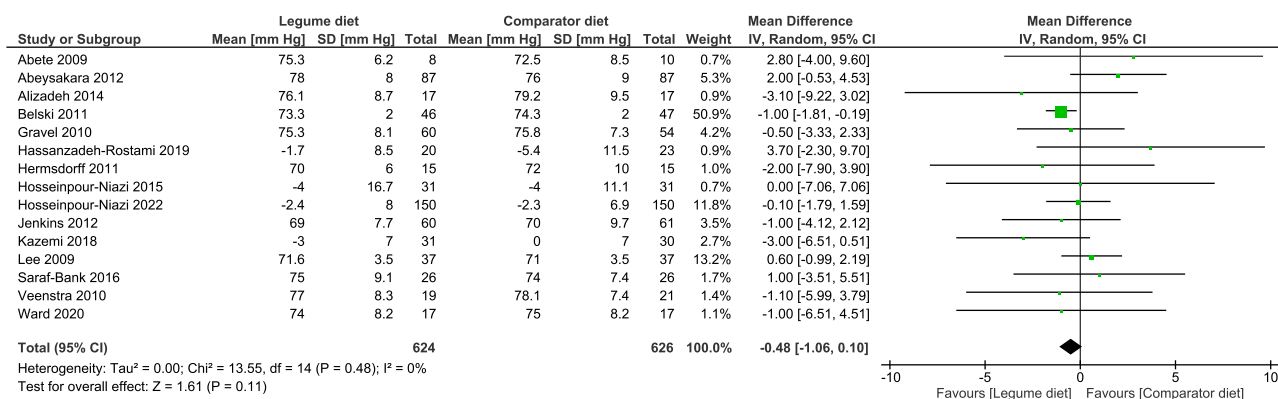 Legume diet Comparator diet Mean Difference Mean Difference
Study or Subgroup Mean [mm Hg] SD [mm Hg] Total Mean [mm Hg] SD [mm Hg] Total Weight IV, Random, 95% CI IV, Random, 95% CI
Abete 2009 75.3 6.2 8 72.5 8.5 10 0.7% 2.80 [-4.00, 9.60]
Abeysakara 2012 78 8 87 76 9 87 5.3% 2.00 [-0.53, 4.53]
Alizadeh 2014 76.1 8.7 17 79.2 9.5 17 0.9% -3.10 [-9.22, 3.02]
Belski 2011 73.3 2 46 74.3 2 47 50.9% -1.00 [-1.81, -0.19]
Gravel 2010 75.3 8.1 60 75.8 7.3 54 4.2% -0.50 [-3.33, 2.33]
Hassanzadeh-Rostami 2019 -1.7 8.5 20 -5.4 11.5 23 0.9% 3.70 [-2.30, 9.70]
Hermsdorff 2011 70 6 15 72 10 15 1.0% -2.00 [-7.90, 3.90]
Hosseinpour-Niazi 2015 -4 16.7 31 -4 11.1 31 0.7% 0.00 [-7.06, 7.06]
Hosseinpour-Niazi 2022 -2.4 8 150 -2.3 6.9 150 11.8% -0.10 [-1.79, 1.59]
Jenkins 2012 69 7.7 60 70 9.7 61 3.5% -1.00 [-4.12, 2.12]
Kazemi 2018 -3 7 31 0 7 30 2.7% -3.00 [-6.51, 0.51]
Lee 2009 71.6 3.5 37 71 3.5 37 13.2% 0.60 [-0.99, 2.19]
Saraf-Bank 2016 75 9.1 26 74 7.4 26 1.7% 1.00 [-3.51, 5.51]
Veenstra 2010 77 8.3 19 78.1 7.4 21 1.4% -1.10 [-5.99, 3.79]
Ward 2020 74 8.2 17 75 8.2 17 1.1% -1.00 [-6.51, 4.51]
Total (95% CI) 624 626 100.0% -0.48 [-1.06, 0.10]
Heterogeneity: Tau² = 0.00; Chi² = 13.55, df = 14 (P = 0.48); I² = 0%
Test for overall effect: Z = 1.61 (P = 0.11)
-10 -5 0 5 10
Favours [Legume diet] Favours [Comparator diet]